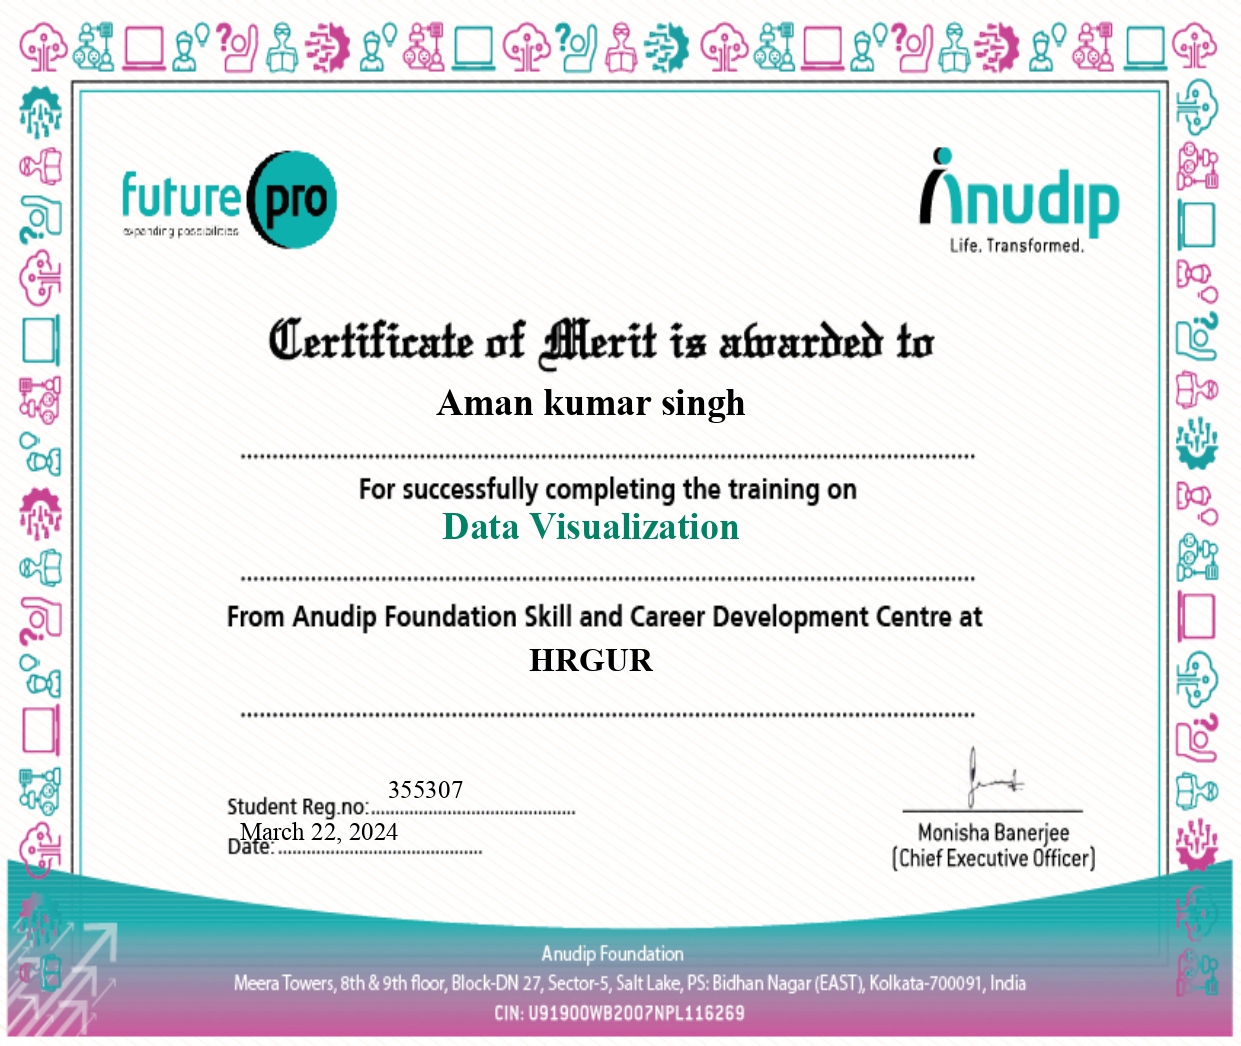 future pro
expanding possibilities
Anudip
Life. Transformed.
Certificate of Merit is awarded to
Aman kumar singh
For successfully completing the training on
Data Visualization
From Anudip Foundation Skill and Career Development Centre at
HRGUR
355307
Student Reg.no:
March 22, 2024
Date:
Monisha Banerjee
(Chief Executive Officer)
Anudip Foundation
Meera Towers, 8th & 9th floor, Block-DN 27, Sector-5, Salt Lake, PS: Bidhan Nagar (EAST), Kolkata-700091, India
CIN: U91900WB2007NPL116269